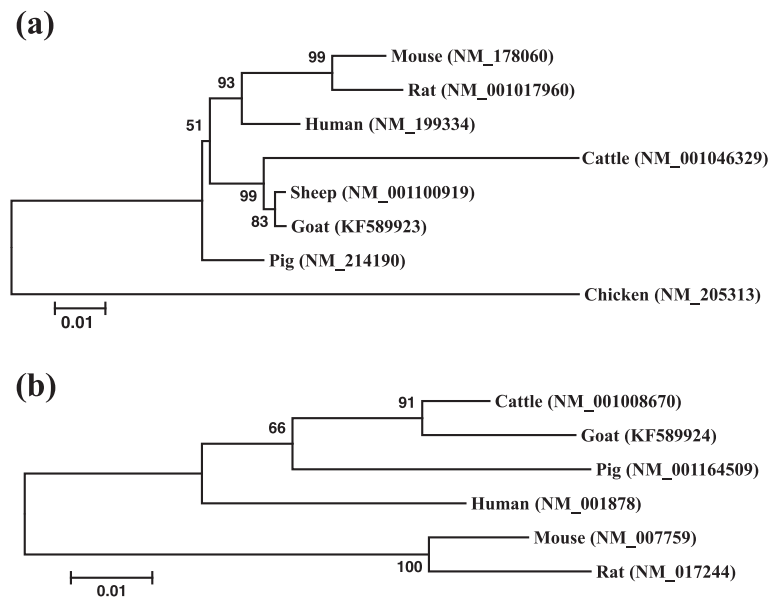 (a)
Mouse (NM_178060)
99
Rat (NM_001017960)
93
Human (NM_199334)
51
Cattle (NM_001046329)
99
Sheep (NM_001100919)
83
Goat (KF589923)
Pig (NM_214190)
Chicken (NM_205313)
0.01
(b)
91
Cattle (NM_001008670)
66
Goat (KF589924)
Pig (NM_001164509)
Human (NM_001878)
Mouse (NM_007759)
100
Rat (NM_017244)
0.01